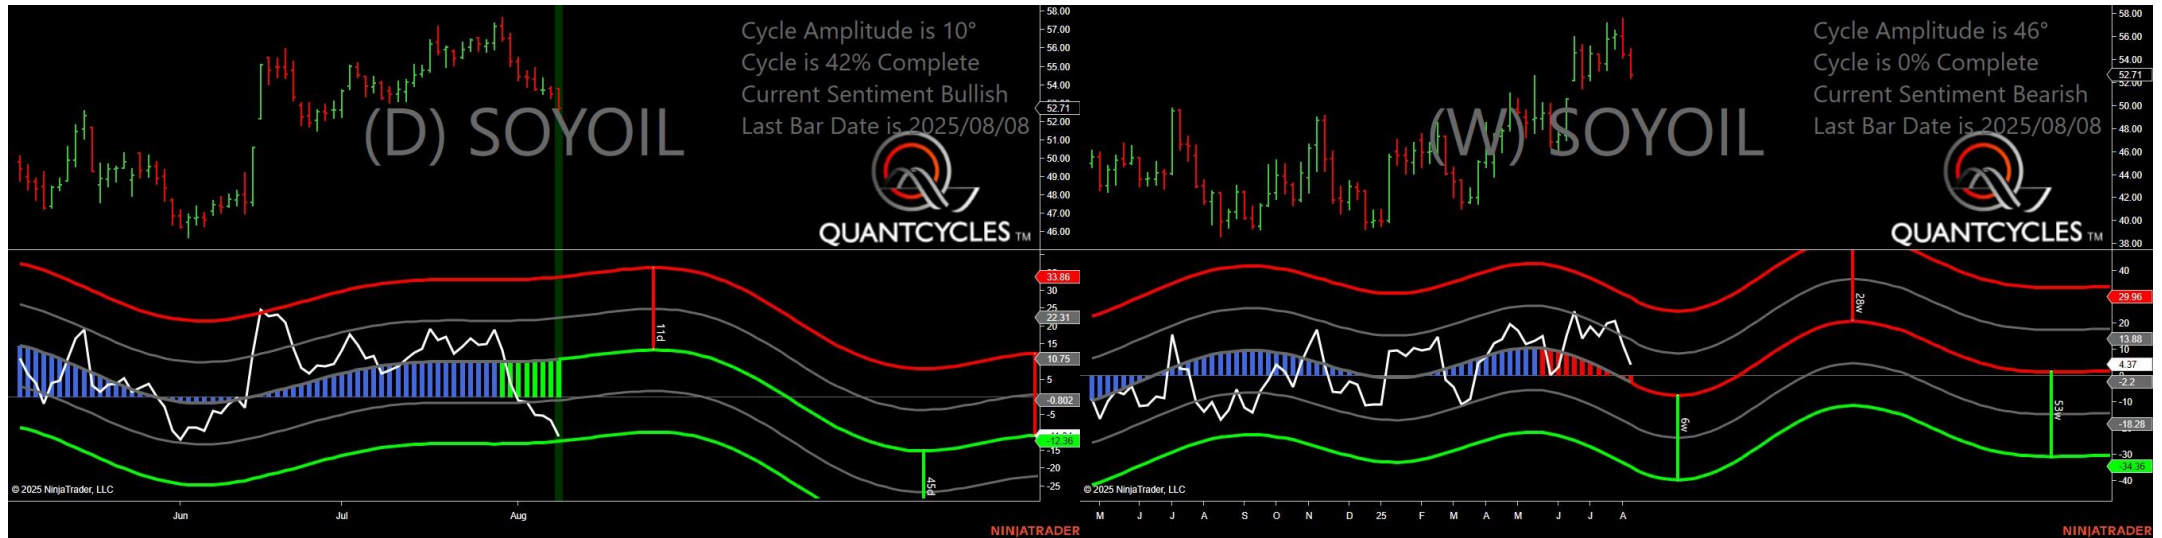 Cycle Amplitude is 10°
Cycle is 42% Complete
Current Sentiment Bullish
Last Bar Date is 2025/08/08
(D) SOYOIL
QUANTCYCLES TM
58.00
57.00
56.00
55.00
54.00
52.71
52.00
51.00
50.00
49.00
48.00
47.00
46.00
33.86
30
22.31
20
15
10.75
5
-0.802
-5
-12.36
-15
-20
-25
11d
45d
© 2025 NinjaTrader, LLC
Jun
Jul
Aug
NINJATRADER
Cycle Amplitude is 46°
Cycle is 0% Complete
Current Sentiment Bearish
Last Bar Date is 2025/08/08
(W) SOYOIL
QUANTCYCLES TM
58.00
56.00
54.00
52.71
52.00
50.00
48.00
46.00
44.00
42.00
40.00
38.00
40
29.96
20
13.88
10
4.37
-2.2
-10
-18.28
-30
-34.36
-40
28w
6w
53w
© 2025 NinjaTrader, LLC
M J J A S O N D 25 F M A M J J A
NINJATRADER